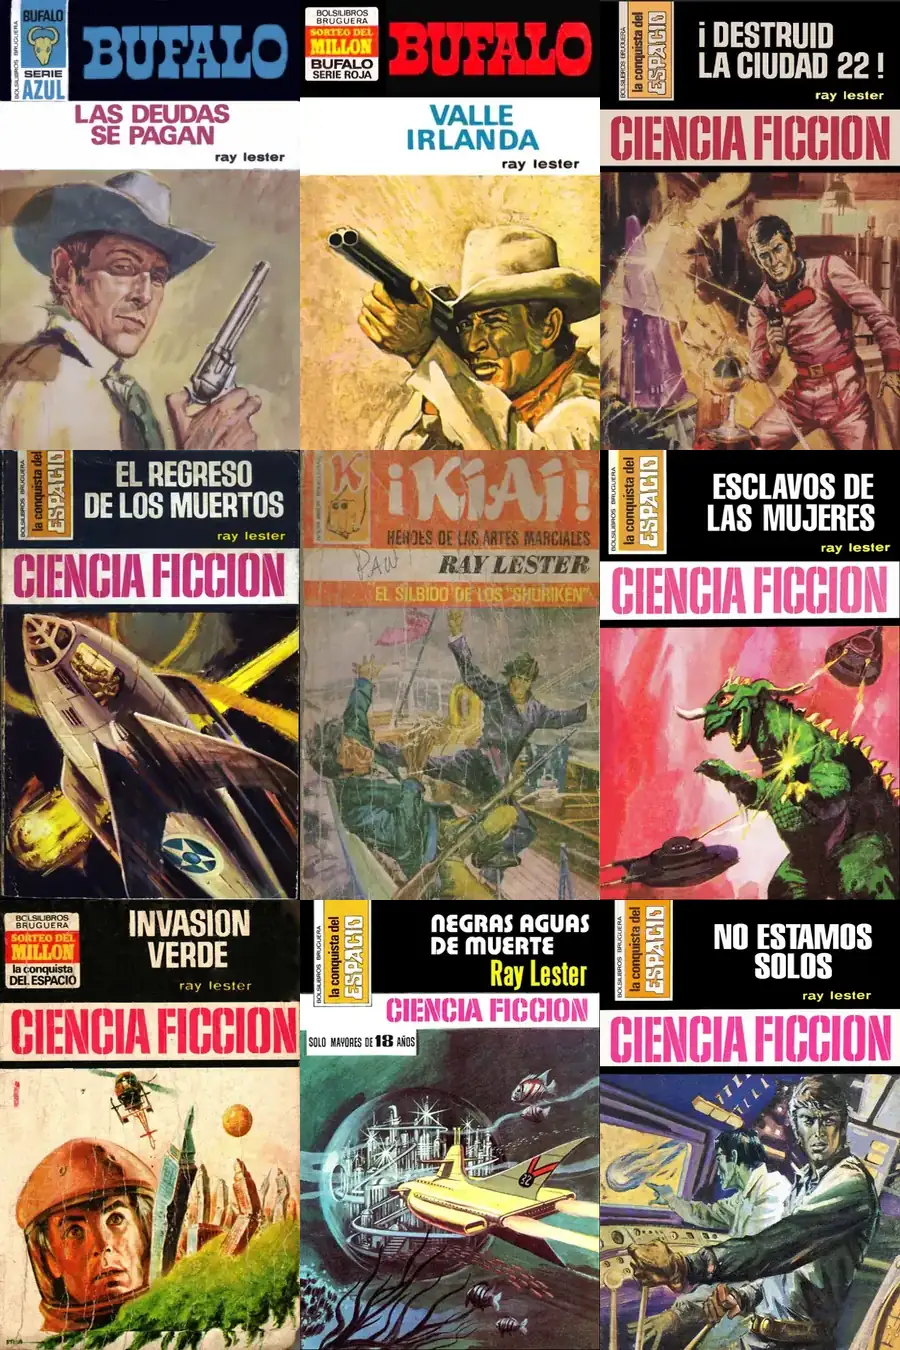 BUFALO
BOLSILIBROS BRUGUERA
SERIE
AZUL
BUFALO
LAS DEUDAS
SE PAGAN
ray lester
BOLSILIBROS
BRUGUERA
SORTEO DEL
MILLON
BUFALO
SERIE ROJA
BUFALO
VALLE
IRLANDA
ray lester
BOLSILIBROS BRUGUERA
la conquista del
ESPACIO
¡ DESTRUID
LA CIUDAD 22 !
ray lester
CIENCIA FICCION
BOLSILIBROS BRUGUERA
la conquista del
ESPACIO
EL REGRESO
DE LOS MUERTOS
ray lester
CIENCIA FICCION
K
¡KIAI!
HEROES DE LAS ARTES MARCIALES
PAW
RAY LESTER
EL SILBIDO DE LOS "SHURIKEN"
BOLSILIBROS BRUGUERA
la conquista del
ESPACIO
ESCLAVOS DE
LAS MUJERES
ray lester
CIENCIA FICCION
BOLSILIBROS
BRUGUERA
SORTEO DEL
MILLON
la conquista
DEL ESPACIO
INVASION
VERDE
ray lester
CIENCIA FICCION
BOLSILIBROS BRUGUERA
la conquista del
ESPACIO
NEGRAS AGUAS
DE MUERTE
Ray Lester
CIENCIA FICCION
SOLO MAYORES DE 18 AÑOS
32
BOLSILIBROS BRUGUERA
la conquista del
ESPACIO
NO ESTAMOS
SOLOS
ray lester
CIENCIA FICCION